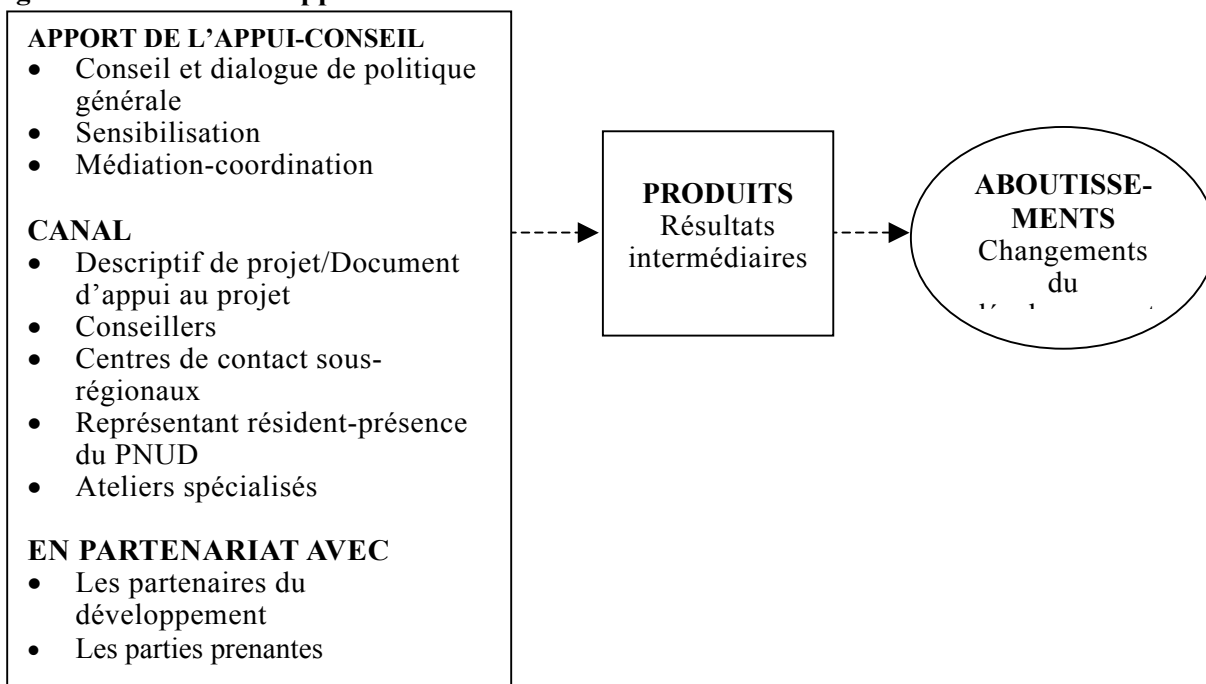 APPORT DE L’APPUI-CONSEIL
• Conseil et dialogue de politique
générale
• Sensibilisation
• Médiation-coordination
CANAL
• Descriptif de projet/Document
d’appui au projet
• Conseillers
• Centres de contact sous-
régionaux
• Représentant résident-présence
du PNUD
• Ateliers spécialisés
EN PARTENARIAT AVEC
• Les partenaires du
développement
• Les parties prenantes
PRODUITS
Résultats
intermédiaires
ABOUTISSE-
MENTS
Changements
du